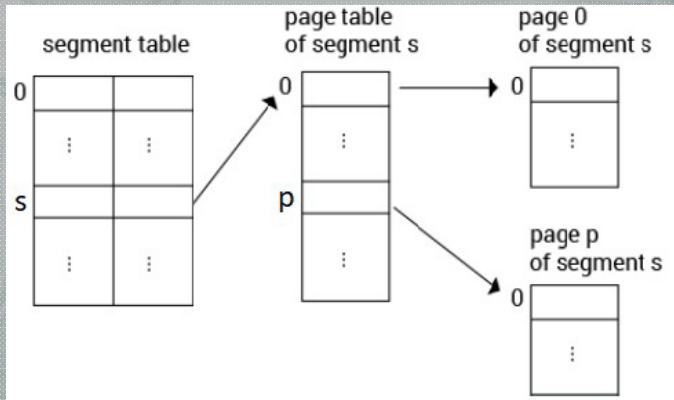 segment table
page table
of segment s
page 0
of segment s
0
⋮
⋮
s
⋮
⋮
0
⋮
p
⋮
0
⋮
page p
of segment s
0
⋮